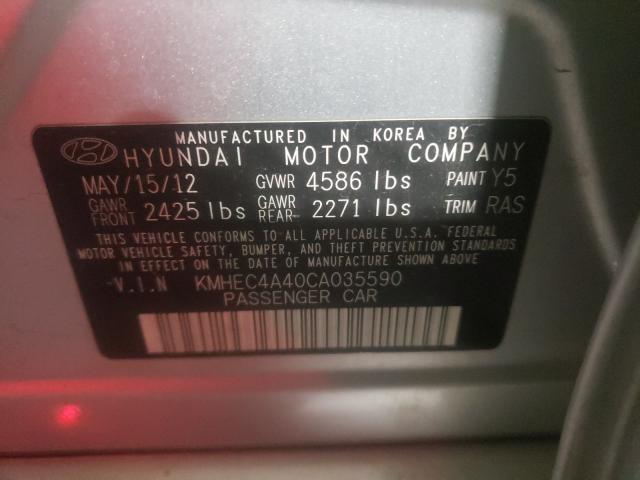 MANUFACTURED IN KOREA BY
HYUNDAI MOTOR COMPANY
MAY/15/12 GVWR 4586 lbs PAINT Y5
GAWR FRONT 2425 lbs GAWR REAR 2271 lbs TRIM RAS
THIS VEHICLE CONFORMS TO ALL APPLICABLE U.S.A. FEDERAL
MOTOR VEHICLE SAFETY, BUMPER, AND THEFT PREVENTION STANDARDS
IN EFFECT ON THE DATE OF MANUFACTURE SHOWN ABOVE.
V.I.N KMHEC4A40CA035590
PASSENGER CAR